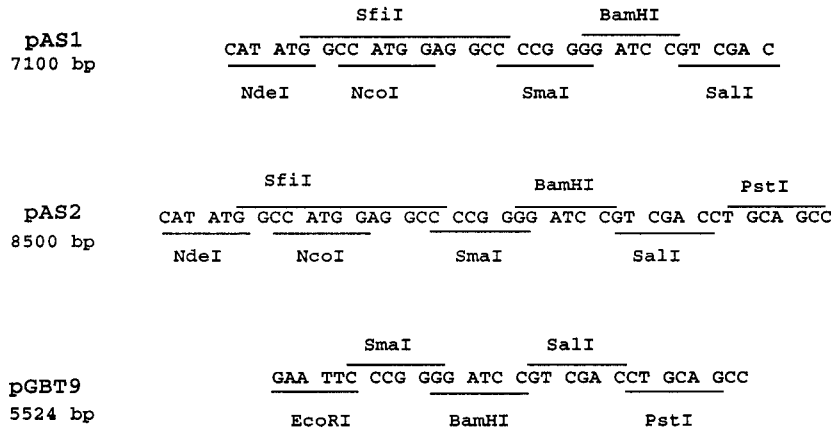 SfiI BamHI
pAS1 CAT ATG GCC ATG GAG GCC CCG GGG ATC CGT CGA C
7100 bp
NdeI NcoI SmaI SalI
SfiI BamHI PstI
pAS2 CAT ATG GCC ATG GAG GCC CCG GGG ATC CGT CGA CCT GCA GCC
8500 bp
NdeI NcoI SmaI SalI
SmaI SalI
pGBT9 GAA TTC CCG GGG ATC CGT CGA CCT GCA GCC
5524 bp
EcoRI BamHI PstI